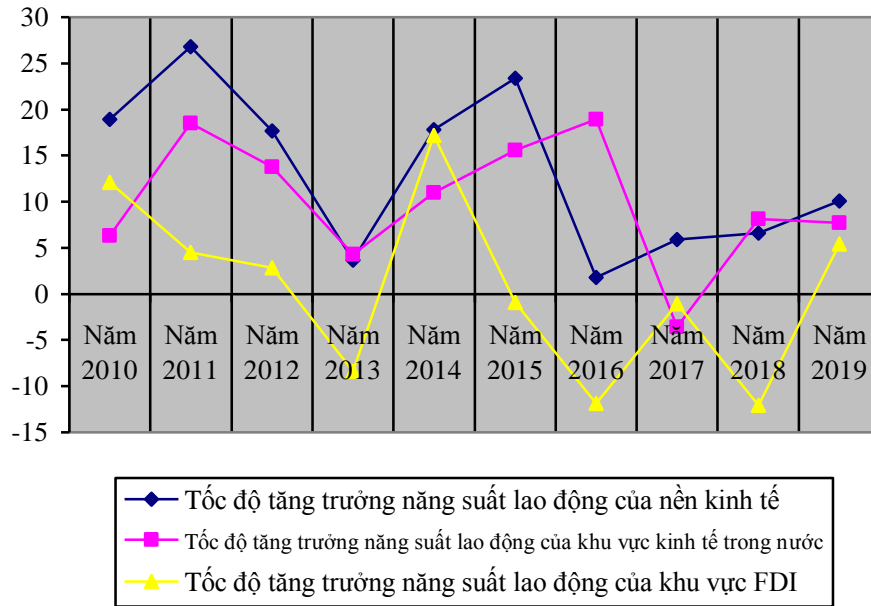 30
25
20
15
10
5
0
-5
-10
-15
Năm Năm Năm Năm Năm Năm Năm Năm Năm Năm
2010 2011 2012 2013 2014 2015 2016 2017 2018 2019
Tốc độ tăng trưởng năng suất lao động của nền kinh tế
Tốc độ tăng trưởng năng suất lao động của khu vực kinh tế trong nước
Tốc độ tăng trưởng năng suất lao động của khu vực FDI